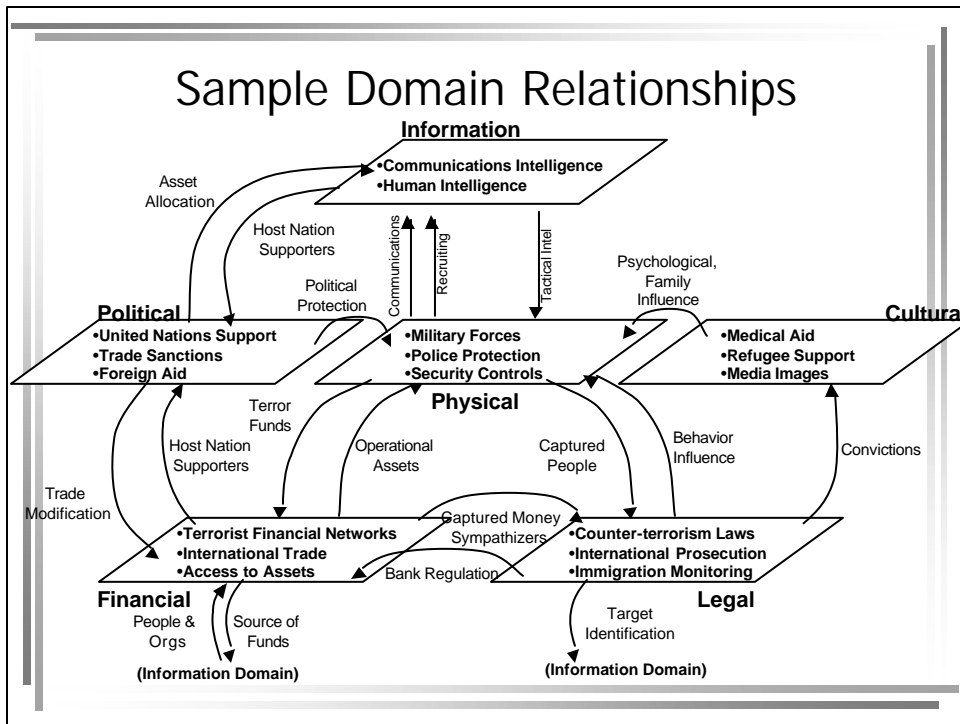 Sample Domain Relationships
Information
•Communications Intelligence
•Human Intelligence
Asset
Allocation
Host Nation
Supporters
Communications
Recruiting
Tactical Intel
Psychological,
Family
Influence
Political
Protection
Political
•United Nations Support
•Trade Sanctions
•Foreign Aid
•Military Forces
•Police Protection
•Security Controls
Physical
Cultura
•Medical Aid
•Refugee Support
•Media Images
Terror
Funds
Host Nation
Supporters
Operational
Assets
Captured
People
Behavior
Influence
Convictions
Trade
Modification
•Terrorist Financial Networks
•International Trade
•Access to Assets
Financial
Captured Money
Sympathizers
Bank Regulation
•Counter-terrorism Laws
•International Prosecution
•Immigration Monitoring
Legal
People &
Orgs
Source of
Funds
(Information Domain)
Target
Identification
(Information Domain)